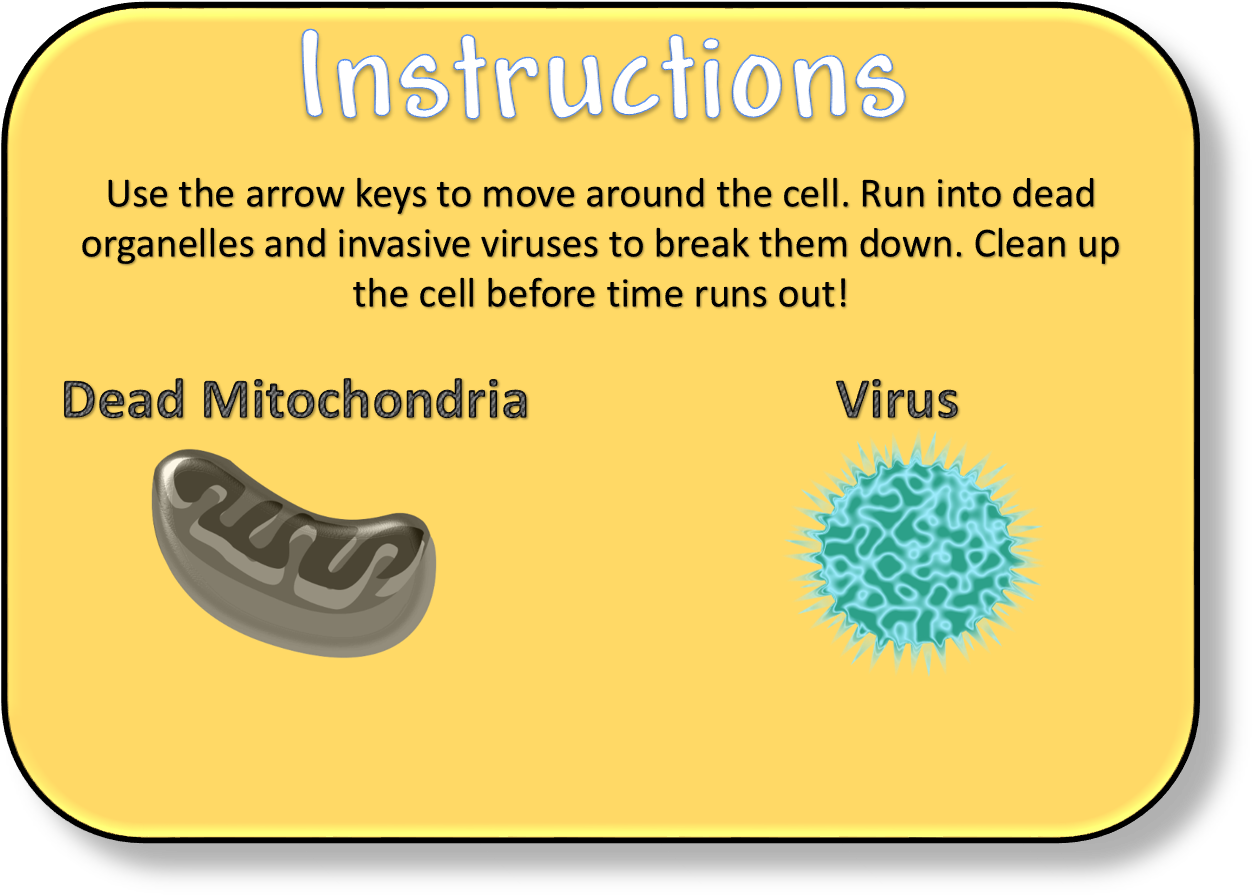 Instructions
Use the arrow keys to move around the cell. Run into dead
organelles and invasive viruses to break them down. Clean up
the cell before time runs out!
Dead Mitochondria
Virus